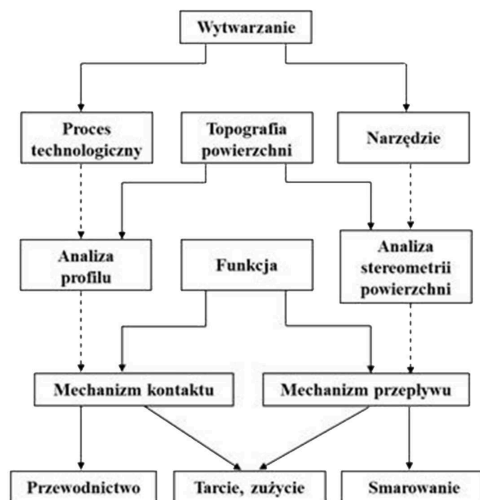 Wytwarzanie
Proces
technologiczny
Topografia
powierzchni
Narzędzie
Analiza
profilu
Funkcja
Analiza
stereometrii
powierzchni
Mechanizm kontaktu
Mechanizm przepływu
Przewodnictwo
Tarcie, zużycie
Smarowanie